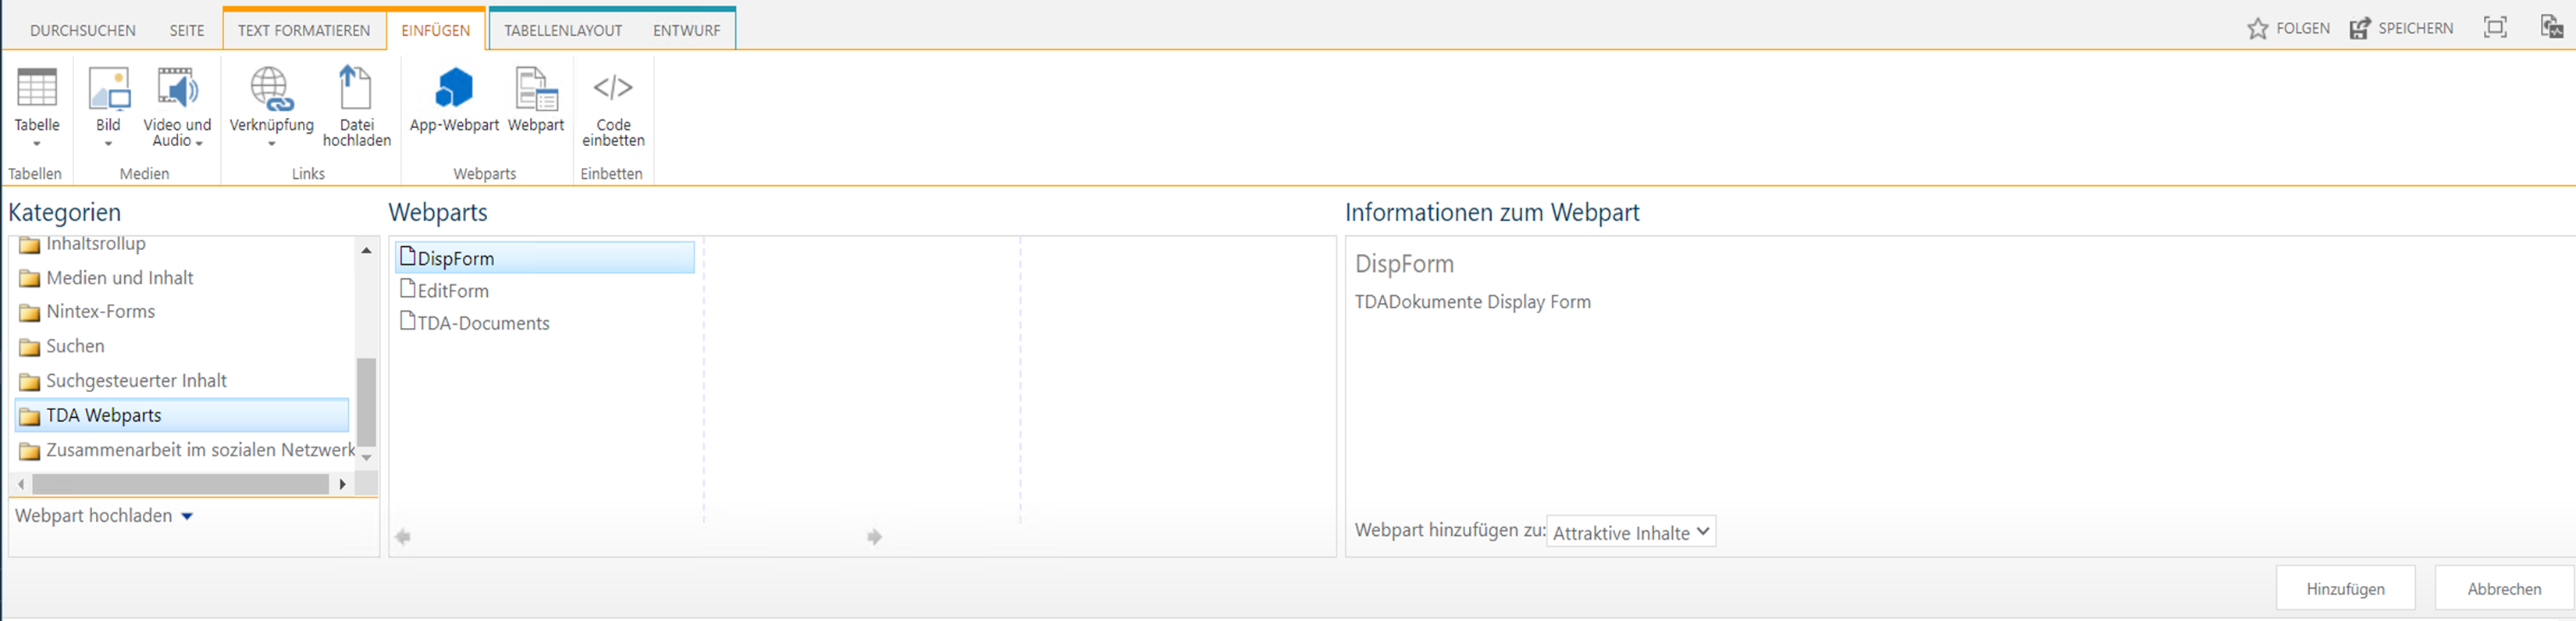 DURCHSUCHEN SEITE TEXT FORMATIEREN EINFÜGEN TABELLENLAYOUT ENTWURF FOLGEN SPEICHERN
Tabelle Bild Video und Audio Verknüpfung Datei hochladen App-Webpart Webpart </> Code einbetten
Tabellen Medien Links Webparts Einbetten
Kategorien
Inhaltsrollup
Medien und Inhalt
Nintex-Forms
Suchen
Suchgesteuerter Inhalt
TDA Webparts
Zusammenarbeit im sozialen Netzwerk
Webpart hochladen
Webparts
DispForm
EditForm
TDA-Documents
Informationen zum Webpart
DispForm
TDADokumente Display Form
Webpart hinzufügen zu: Attraktive Inhalte
Hinzufügen Abbrechen